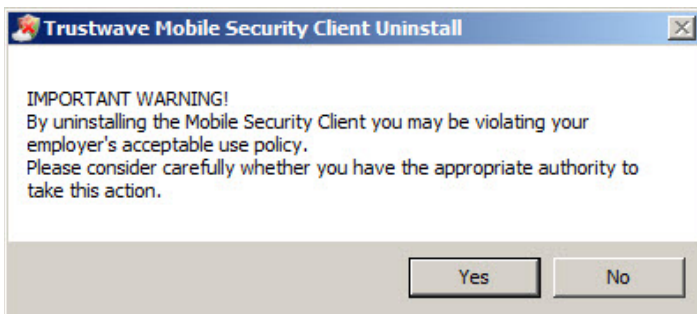 Trustwave Mobile Security Client Uninstall
IMPORTANT WARNING!
By uninstalling the Mobile Security Client you may be violating your
employer's acceptable use policy.
Please consider carefully whether you have the appropriate authority to
take this action.
Yes No